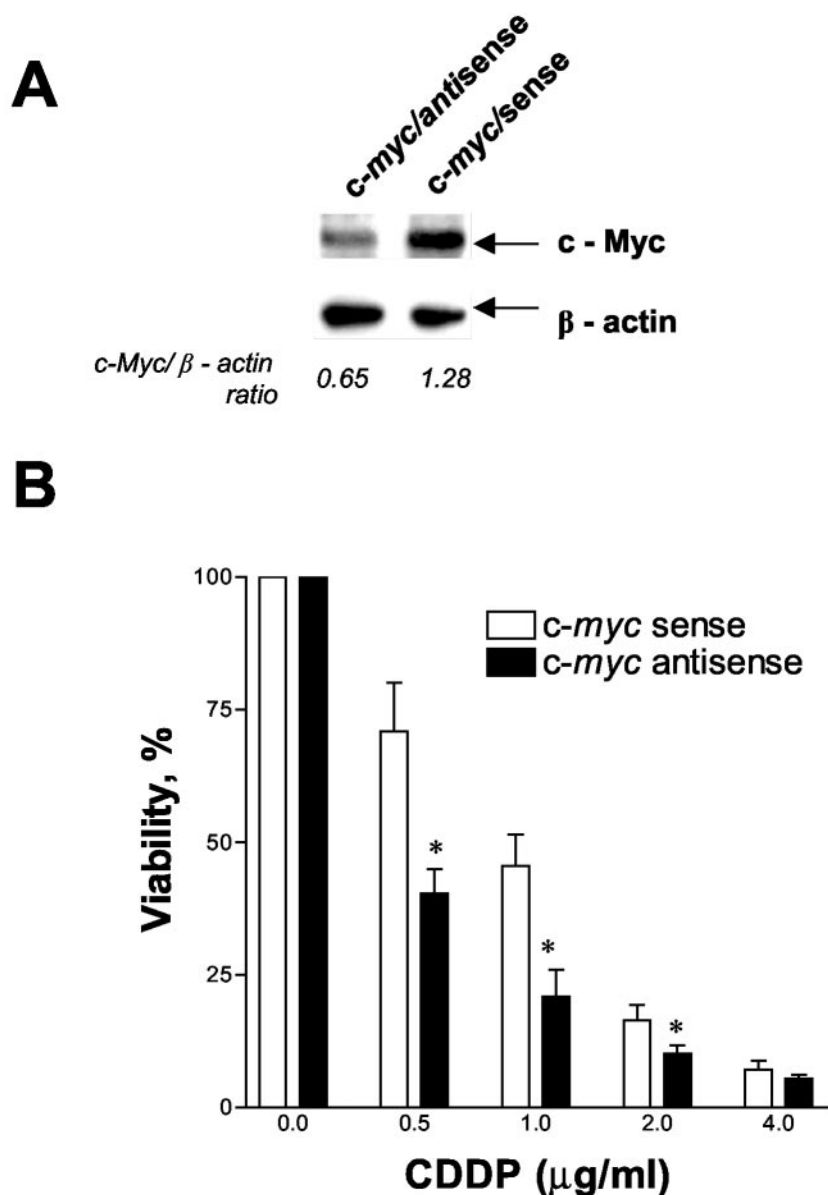 A
c-myc/antisense
c-myc/sense
c - Myc
β - actin
c-Myc/ β - actin
ratio
0.65 1.28
B
100
75
50
25
0
Viability, %
c-myc sense
c-myc antisense
*
*
*
0.0 0.5 1.0 2.0 4.0
CDDP (μg/ml)